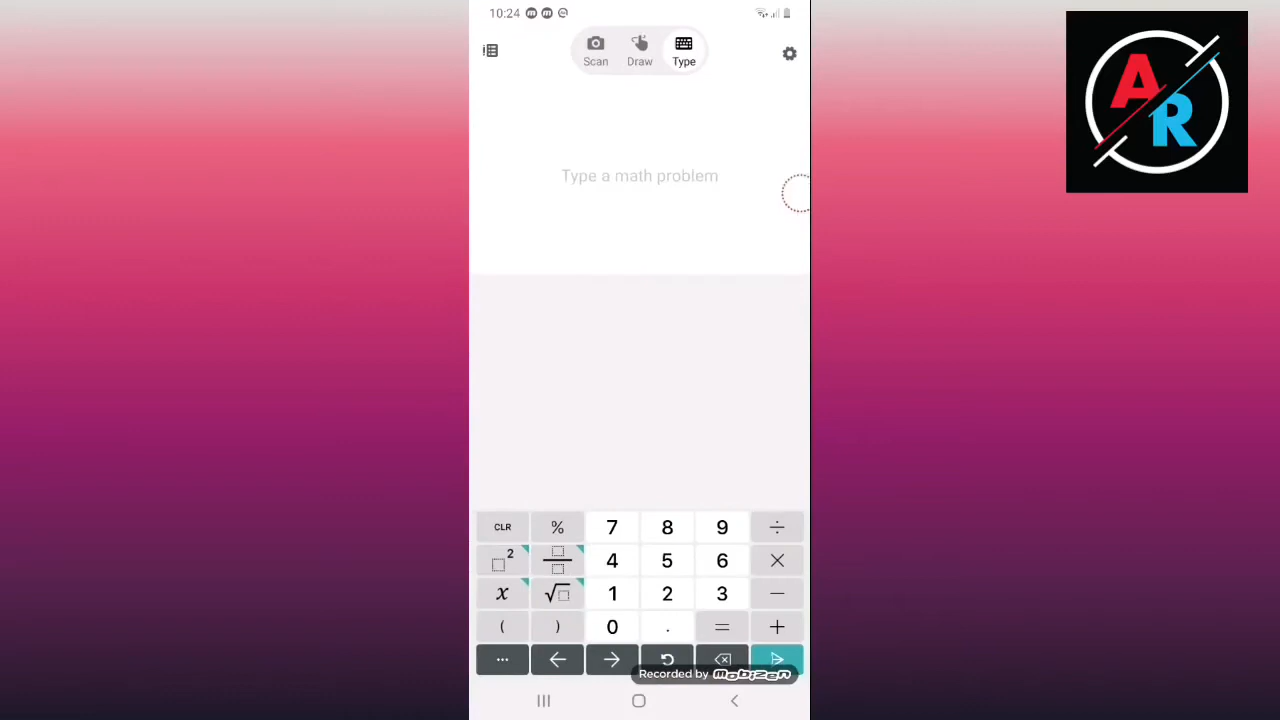 10:24
Scan Draw Type
A
R
Type a math problem
CLR % 7 8 9 ÷
2 4 5 6 ×
x √ 1 2 3 −
( ) 0 . = +
... ← →
Recorded by mobizen